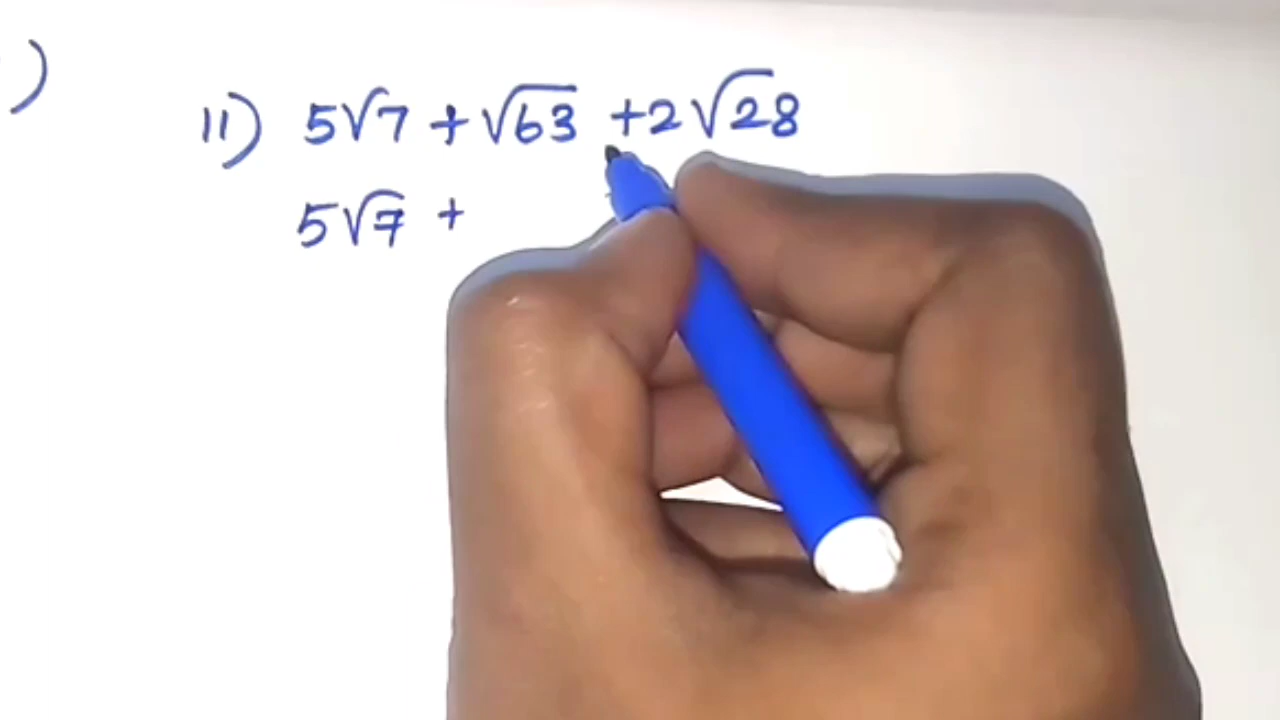 )
11) 5√7 + √63 + 2√28
5√7 +